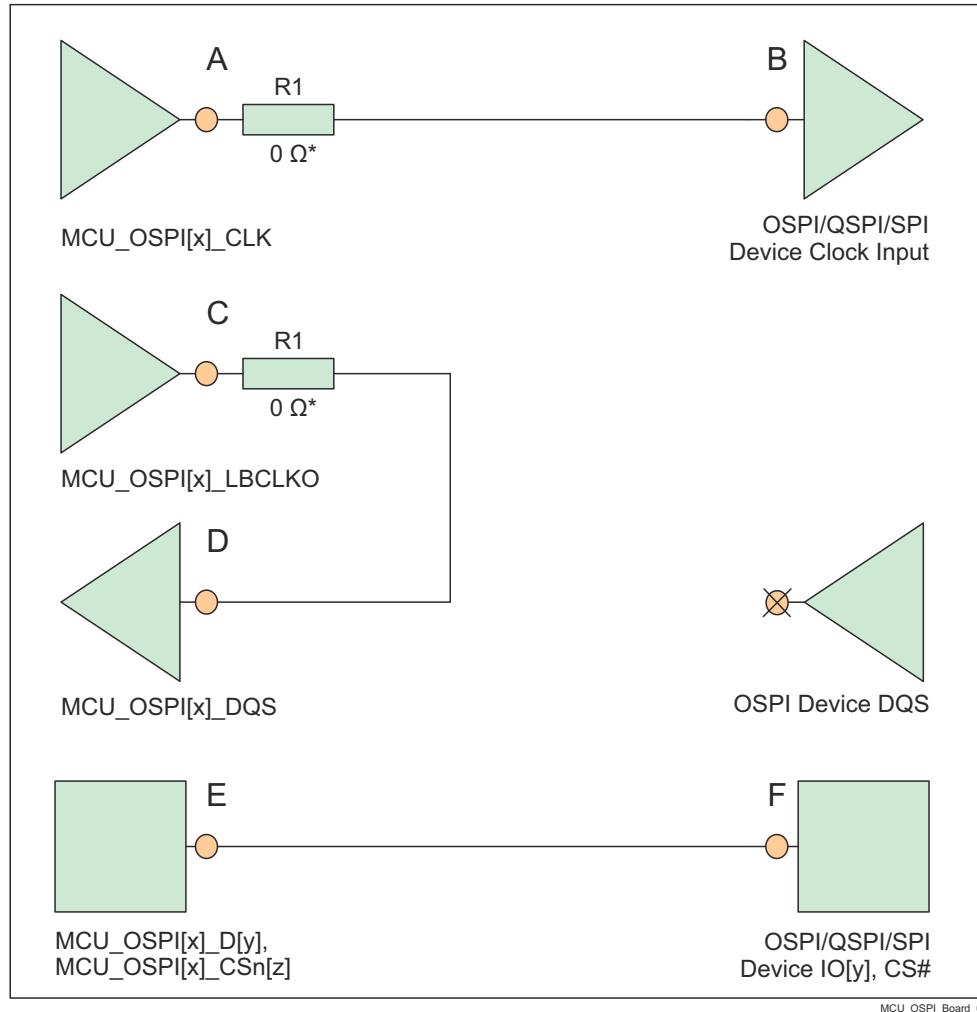 A
B
R1
0 Ω*
MCU_OSPI[x]_CLK
OSPI/QSPI/SPI
Device Clock Input
C
R1
0 Ω*
MCU_OSPI[x]_LBCLKO
D
MCU_OSPI[x]_DQS
OSPI Device DQS
E
F
MCU_OSPI[x]_D[y],
MCU_OSPI[x]_CSn[z]
OSPI/QSPI/SPI
Device IO[y], CS#
MCU_OSPI_Board_